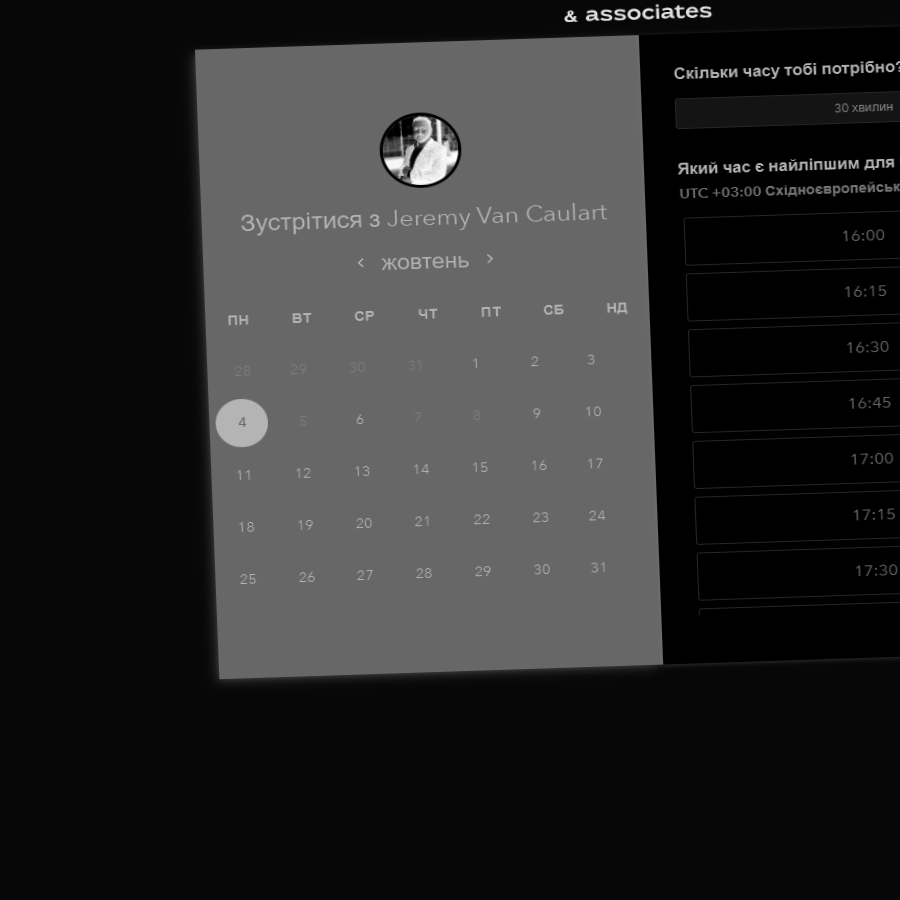 & associates
Зустрітися з Jeremy Van Caulart
‹ жовтень ›
ПН ВТ СР ЧТ ПТ СБ НД
28 29 30 31 1 2 3
4 5 6 7 8 9 10
11 12 13 14 15 16 17
18 19 20 21 22 23 24
25 26 27 28 29 30 31
Скільки часу тобі потрібно?
30 хвилин
Який час є найліпшим для
UTC +03:00 Східноєвропейськ
16:00
16:15
16:30
16:45
17:00
17:15
17:30